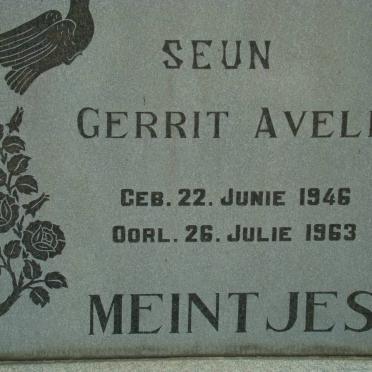 SEUN
GERRIT AVEL
GEB. 22. JUNIE 1946
OORL. 26. JULIE 1963
MEINTJES